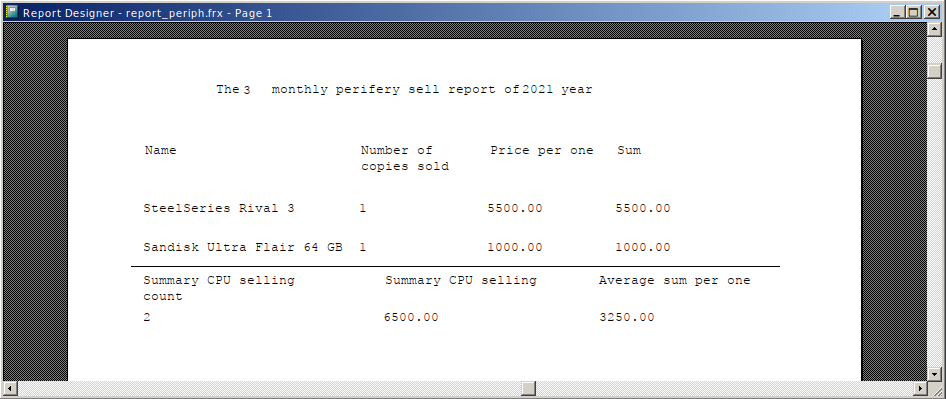 Report Designer - report_periph.frx - Page 1
The 3 monthly perifery sell report of 2021 year
Name Number of copies sold Price per one Sum
SteelSeries Rival 3 1 5500.00 5500.00
Sandisk Ultra Flair 64 GB 1 1000.00 1000.00
Summary CPU selling count Summary CPU selling Average sum per one
2 6500.00 3250.00